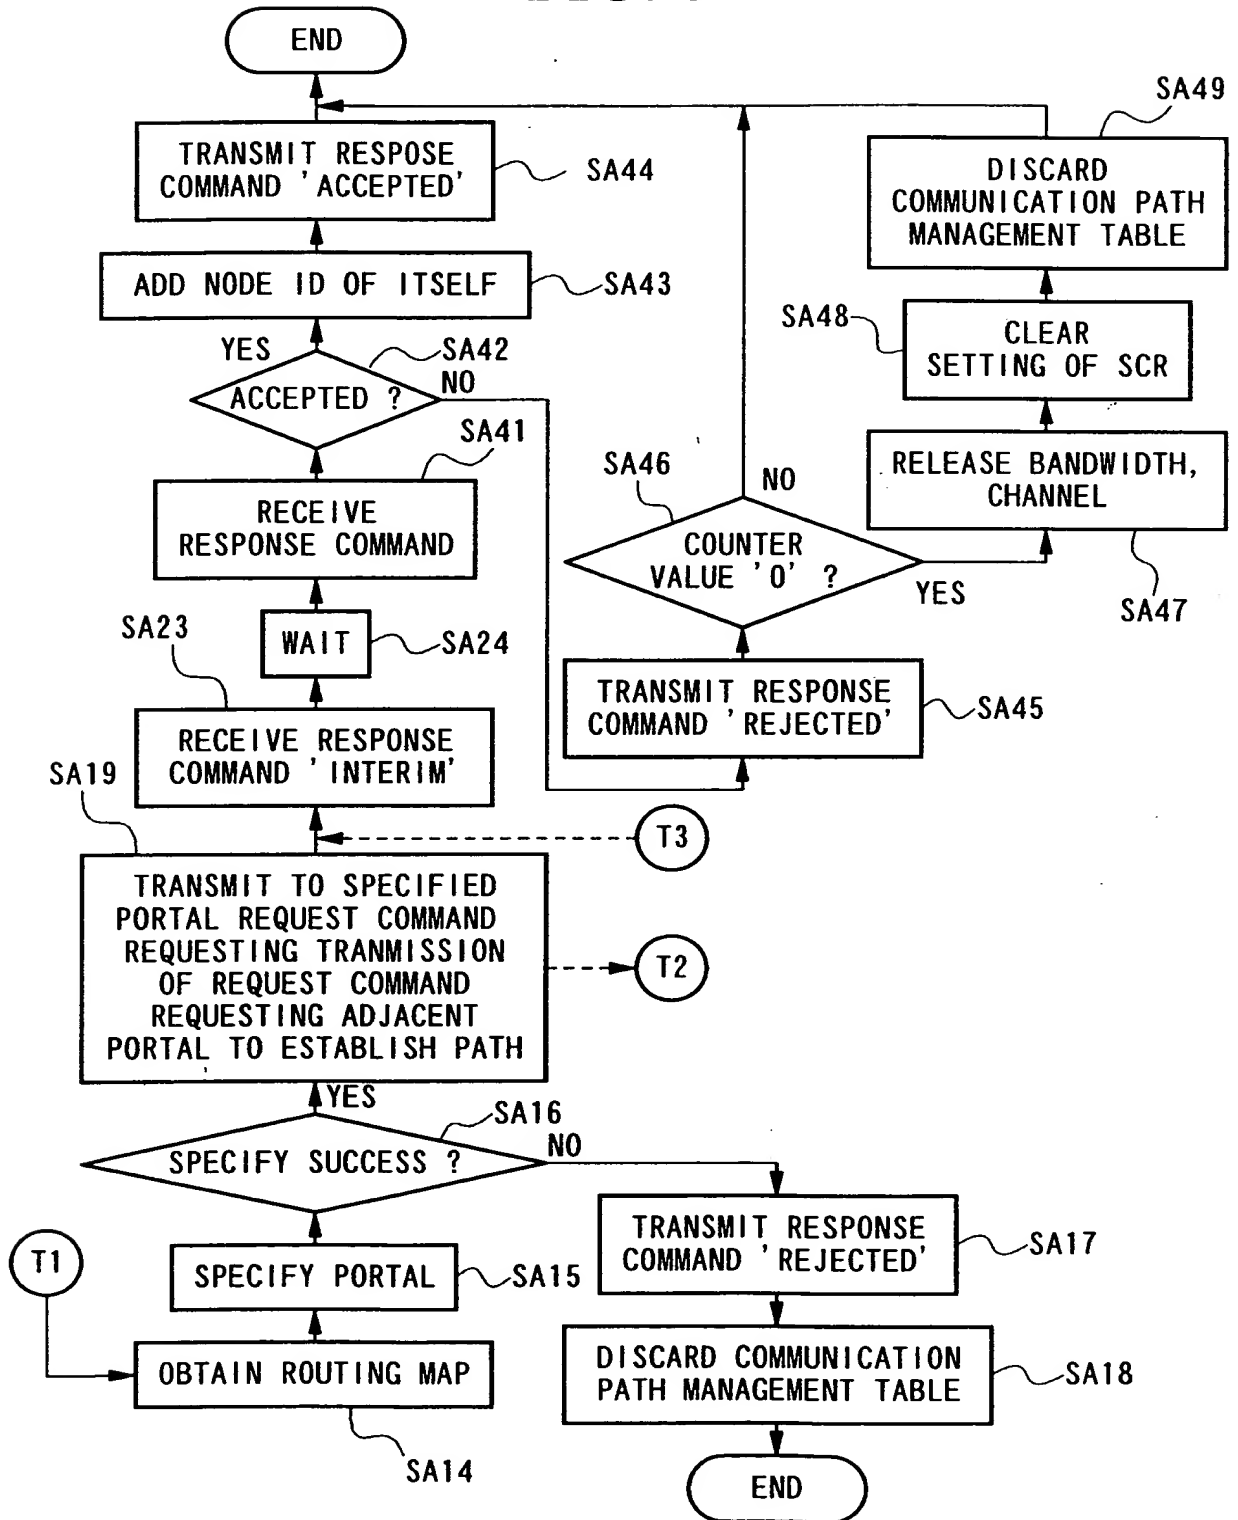 END
TRANSMIT RESPOSE
COMMAND 'ACCEPTED'
SA44
SA49
DISCARD
COMMUNICATION PATH
MANAGEMENT TABLE
ADD NODE ID OF ITSELF
SA43
SA48
CLEAR
SETTING OF SCR
YES
SA42
ACCEPTED ?
NO
SA41
RECEIVE
RESPONSE COMMAND
SA46
NO
COUNTER
VALUE '0' ?
YES
RELEASE BANDWIDTH,
CHANNEL
SA47
SA23
WAIT
SA24
TRANSMIT RESPONSE
COMMAND 'REJECTED'
SA45
RECEIVE RESPONSE
COMMAND 'INTERIM'
SA19
T3
TRANSMIT TO SPECIFIED
PORTAL REQUEST COMMAND
REQUESTING TRANMISSION
OF REQUEST COMMAND
REQUESTING ADJACENT
PORTAL TO ESTABLISH PATH
T2
YES
SA16
SPECIFY SUCCESS ?
NO
TRANSMIT RESPONSE
COMMAND 'REJECTED'
SA17
T1
SPECIFY PORTAL
SA15
OBTAIN ROUTING MAP
SA14
DISCARD COMMUNICATION
PATH MANAGEMENT TABLE
SA18
END